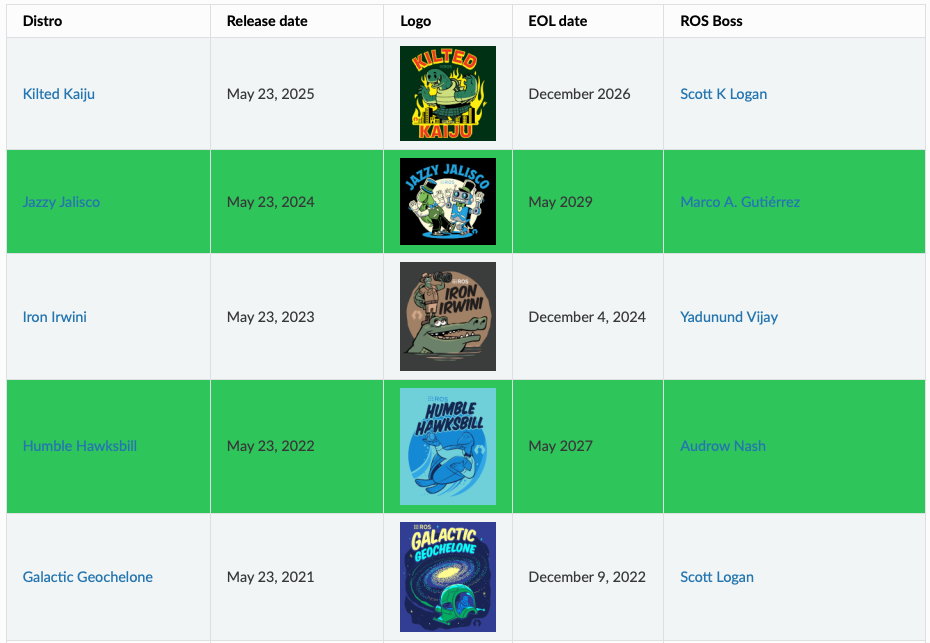 Distro Release date Logo EOL date ROS Boss
KILTED
Kilted Kaiju May 23, 2025 December 2026 Scott K Logan
KAIJU
JAZZY JALISCO
Jazzy Jalisco May 23, 2024 May 2029 Marco A. Gutiérrez
ROS
IRON
IRWINI
Iron Irwini May 23, 2023 December 4, 2024 Yadunund Vijay
ROS
HUMBLE
HAWKSBILL
Humble Hawksbill May 23, 2022 May 2027 Audrow Nash
ROS
GALACTIC
GEOCHELONE
Galactic Geochelone May 23, 2021 December 9, 2022 Scott Logan